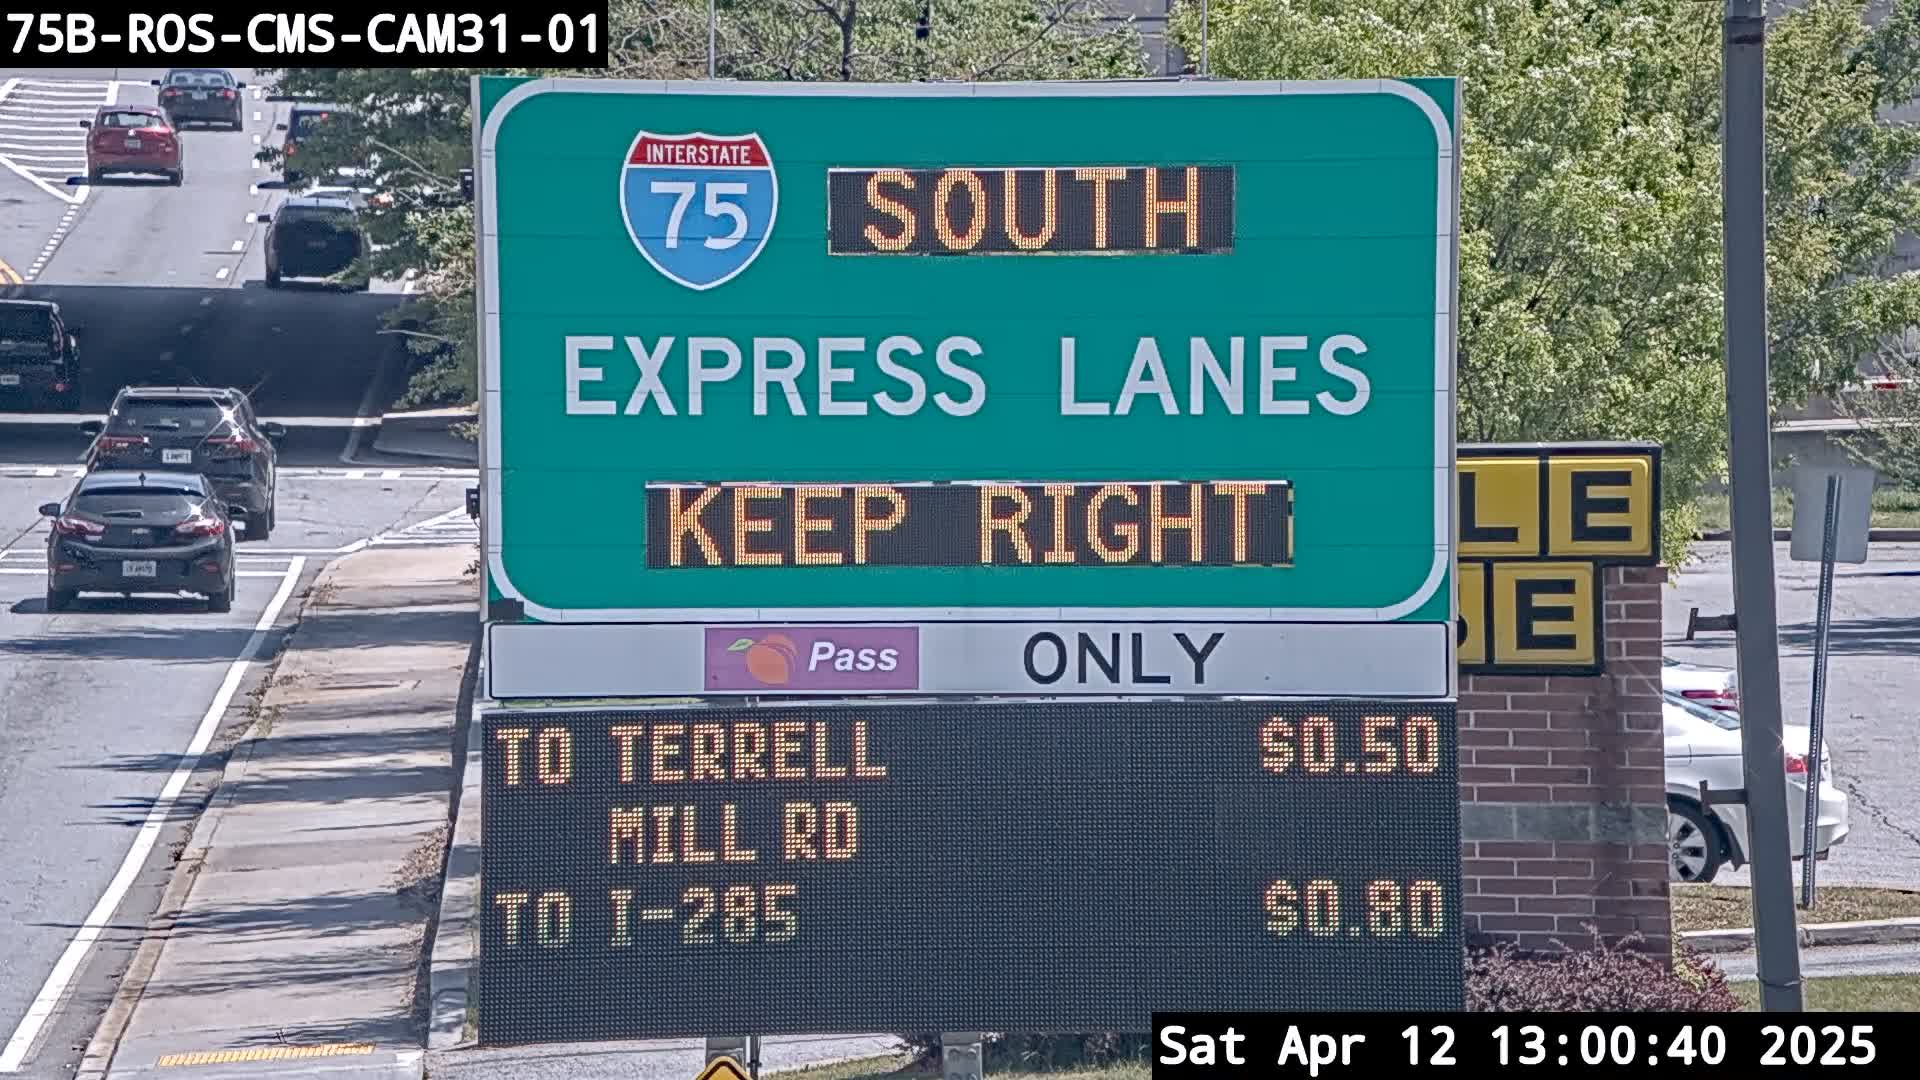 75B-ROS-CMS-CAM31-01
INTERSTATE
75
SOUTH
EXPRESS LANES
KEEP RIGHT
LE
E
Pass ONLY
TO TERRELL $0.50
MILL RD
TO I-285 $0.80
Sat Apr 12 13:00:40 2025